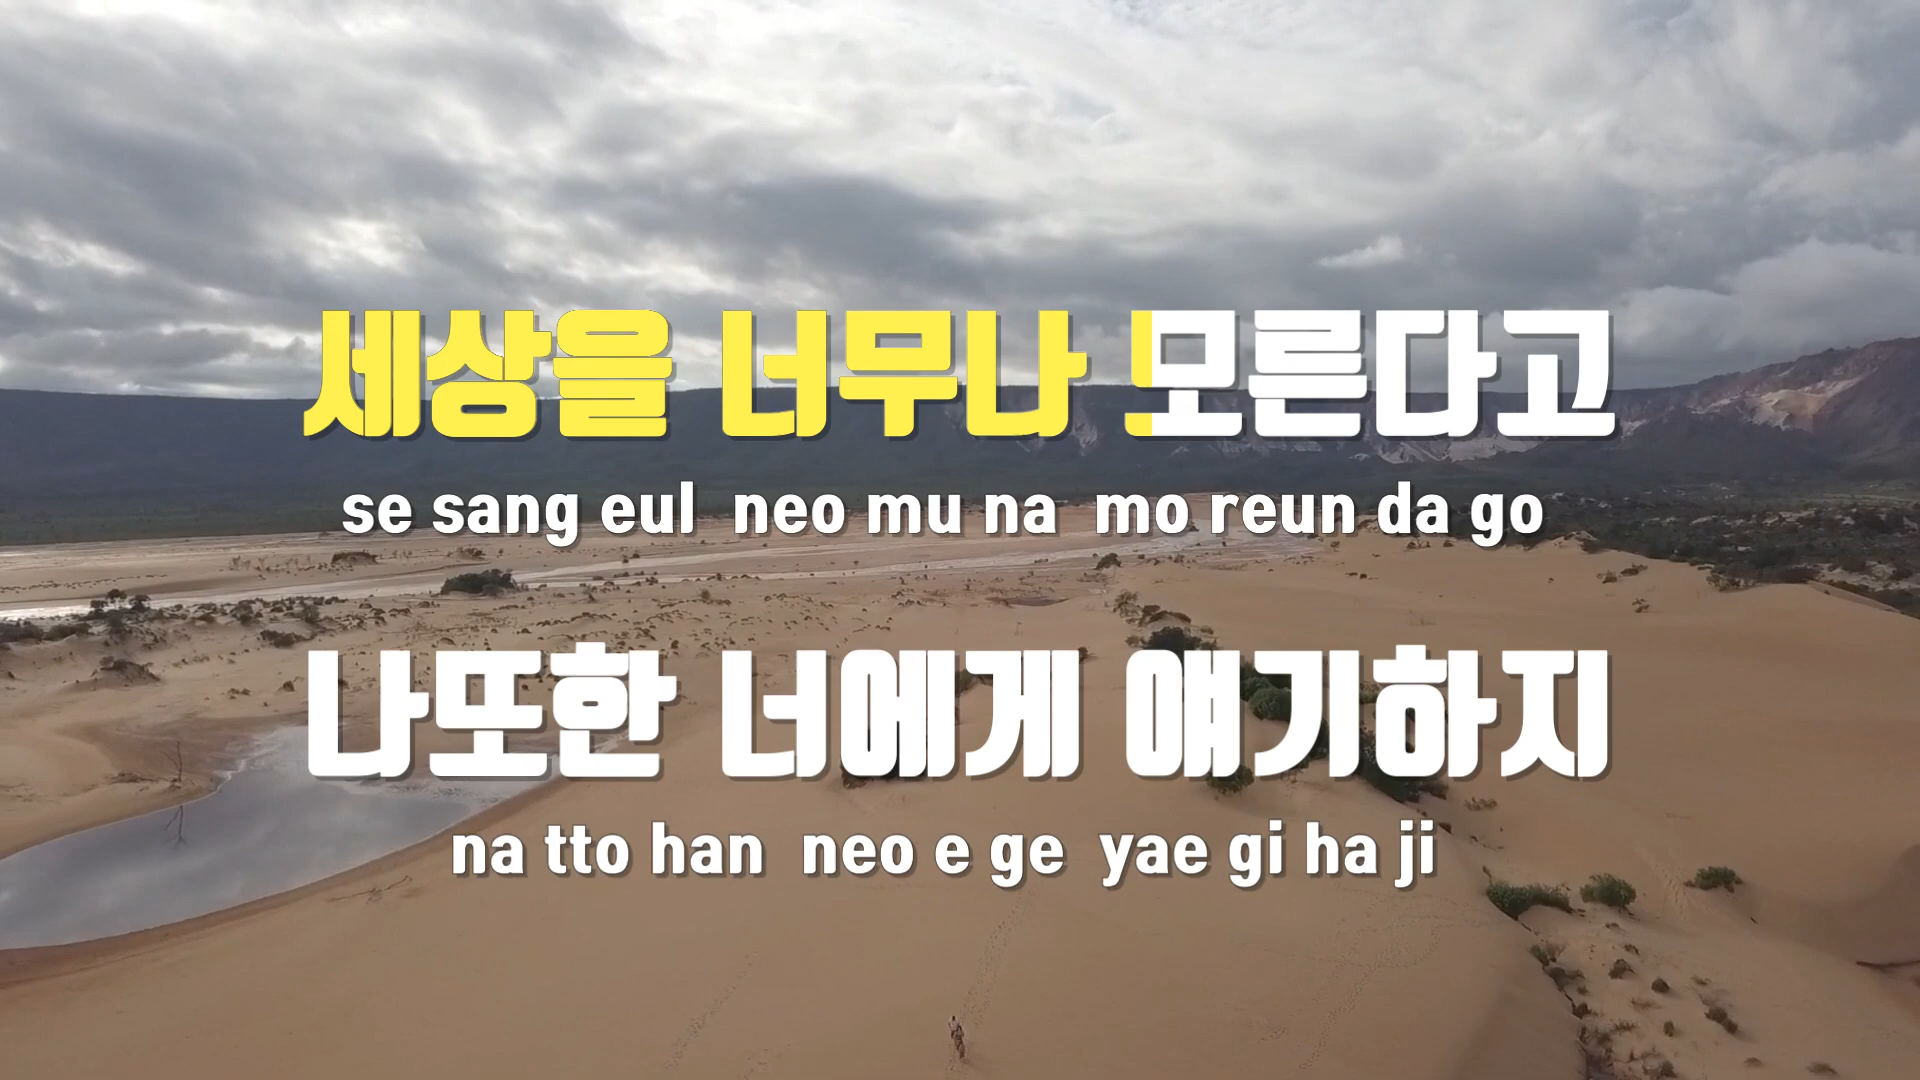 세상을 너무나 모른다고
se sang eul neo mu na mo reun da go
나또한 너에게 얘기하지
na tto han neo e ge yae gi ha ji